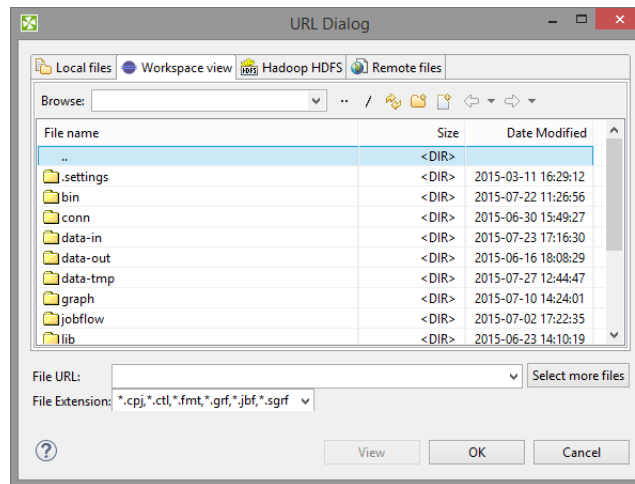 URL Dialog
Local files Workspace view HDFS Hadoop HDFS Remote files
Browse: .. /
File name Size Date Modified
.. <DIR>
.settings <DIR> 2015-03-11 16:29:12
bin <DIR> 2015-07-22 11:26:56
conn <DIR> 2015-06-30 15:49:27
data-in <DIR> 2015-07-23 17:16:30
data-out <DIR> 2015-06-16 18:08:29
data-tmp <DIR> 2015-07-27 12:44:47
graph <DIR> 2015-07-10 14:24:01
jobflow <DIR> 2015-07-02 17:22:35
lib <DIR> 2015-06-23 14:10:19
File URL: Select more files
File Extension: *.cpj,*.ctl,*.fmt,*.grf,*.jbf,*.sgrf
? View OK Cancel